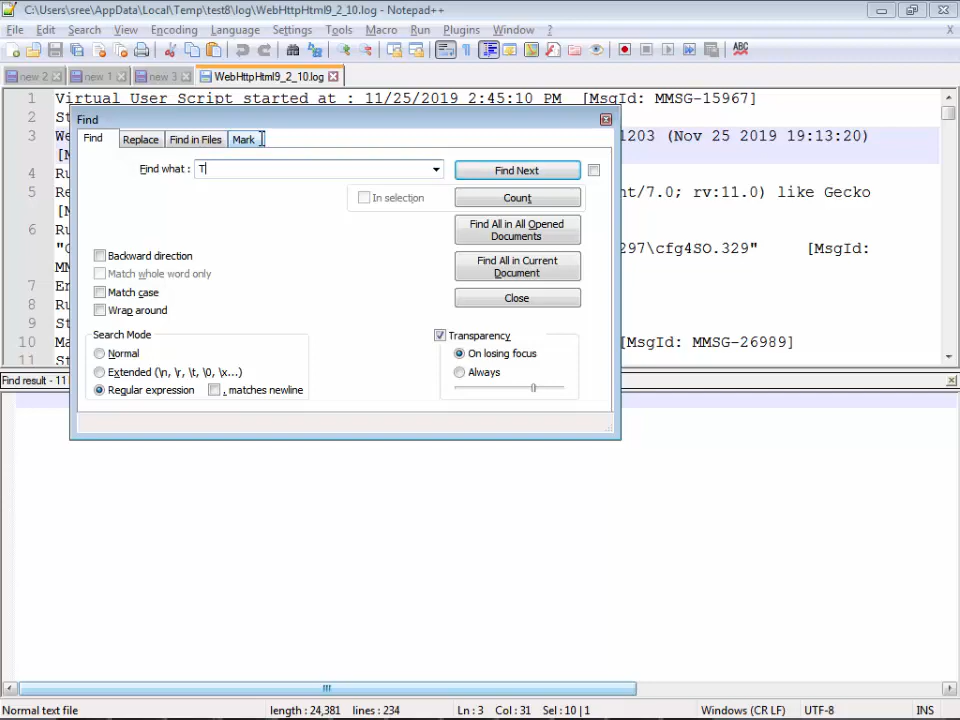 C:\Users\sree\AppData\Local\Temp\test8\log\WebHttpHtml9_2_10.log - Notepad++
File Edit Search View Encoding Language Settings Tools Macro Run Plugins Window ? X
new 2 new 1 new 3 WebHttpHtml9_2_10.log
1 Virtual User Script started at : 11/25/2019 2:45:10 PM [MsgId: MMSG-15967]
2 St
Find
3 We 1203 (Nov 25 2019 19:13:20)
Find Replace Find in Files Mark
[M
Find what : T Find Next
4 Ru
5 Re nt/7.0; rv:11.0) like Gecko
In selection Count
[M
6 Ru
Find All in All Opened
Documents
"C 297\cfg4SO.329" [MsgId:
Backward direction
MM
Find All in Current
Document
Match whole word only
7 En
Match case
Close
8 Ru
Wrap around
9 St
Search Mode Transparency
10 Ma [MsgId: MMSG-26989]
Normal On losing focus
11 St
Extended (\n, \r, \t, \0, \x...) Always
Find result - 11
Regular expression . matches newline
Normal text file length : 24,381 lines : 234 Ln : 3 Col : 31 Sel : 10 | 1 Windows (CR LF) UTF-8 INS